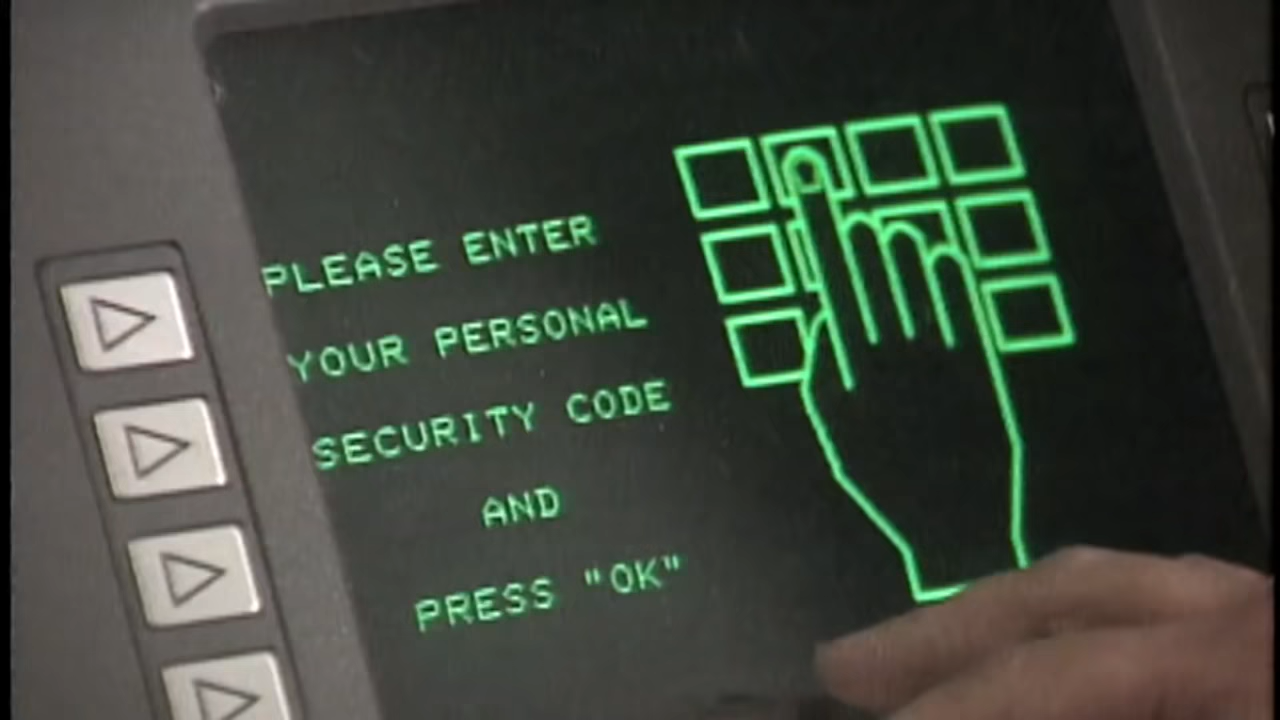 PLEASE ENTER
YOUR PERSONAL
SECURITY CODE
AND
PRESS "OK"